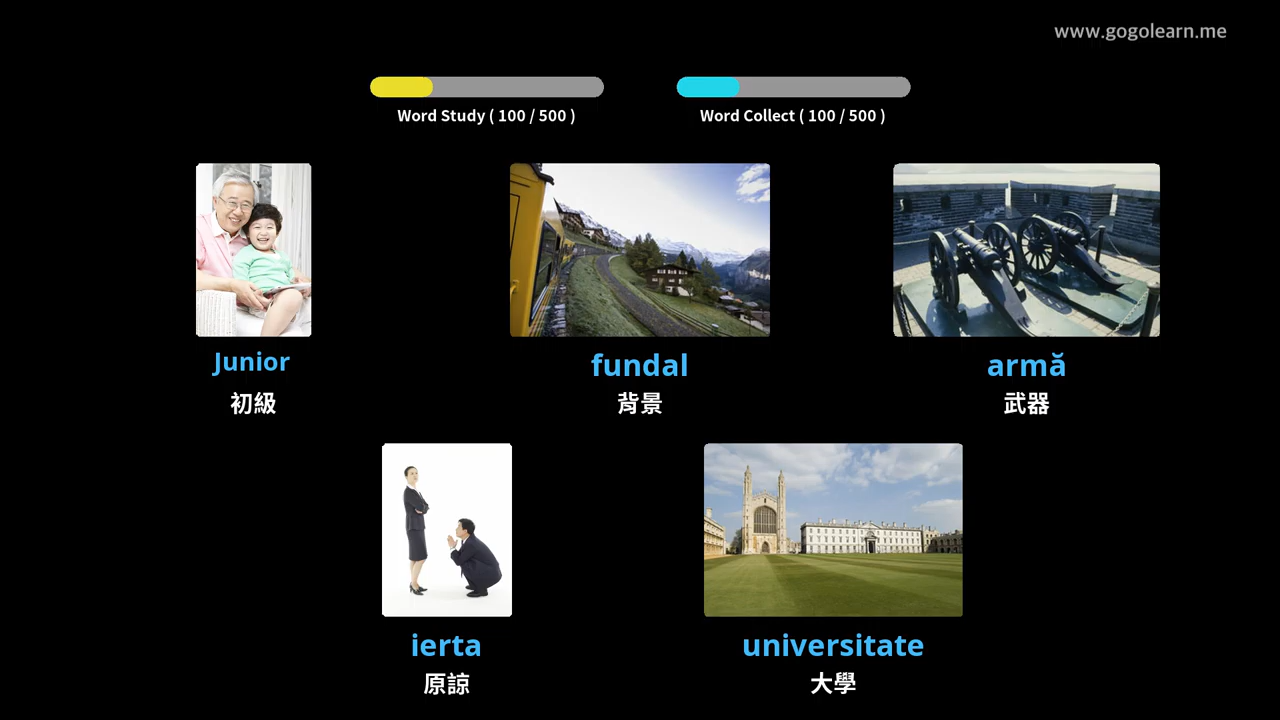 www.gogolearn.me
Word Study ( 100 / 500 )
Word Collect ( 100 / 500 )
Junior
初級
fundal
背景
armă
武器
ierta
原諒
universitate
大學